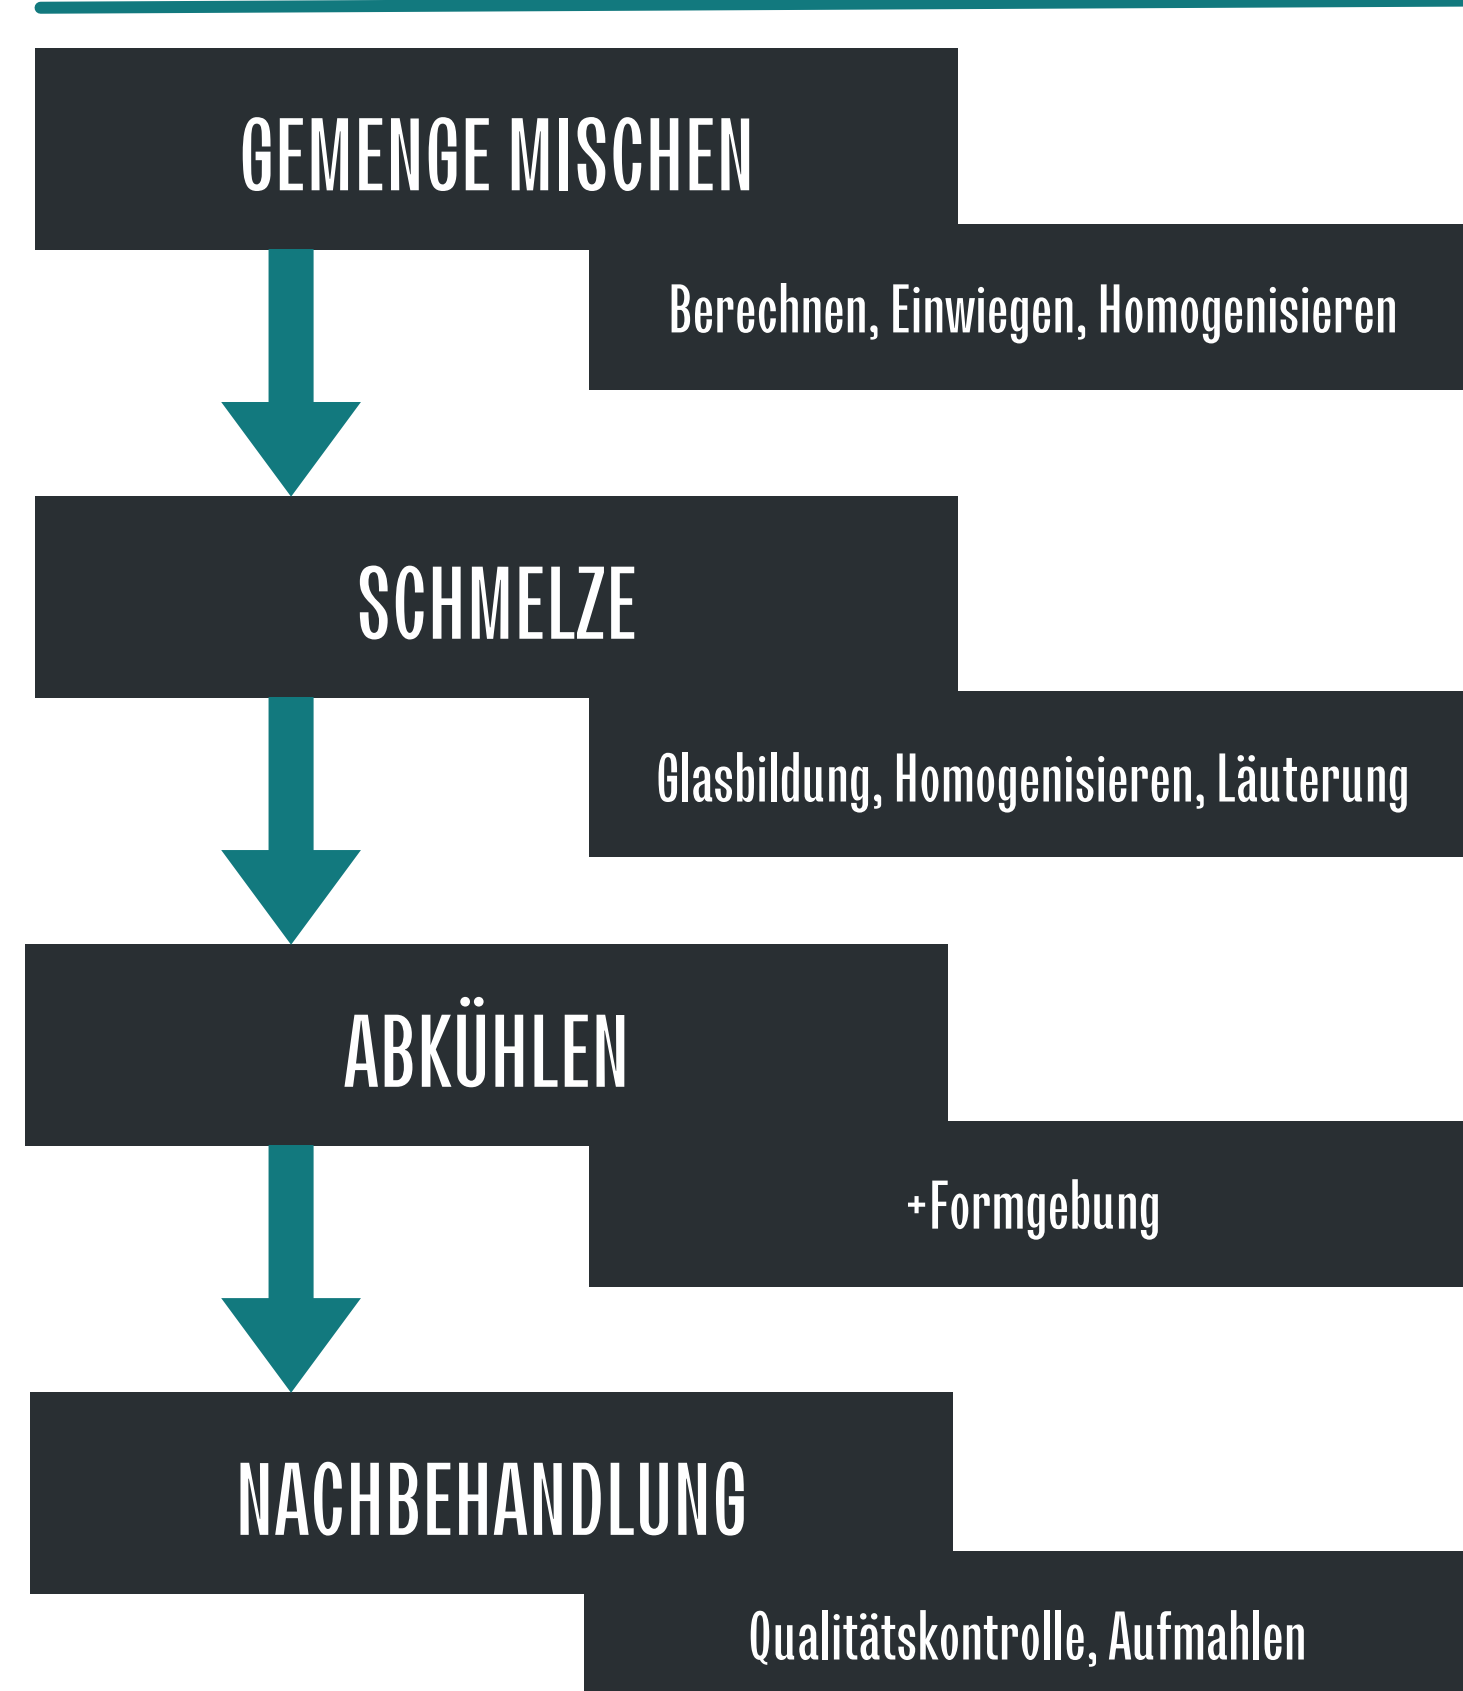 GEMENGE MISCHEN
Berechnen, Einwiegen, Homogenisieren
SCHMELZE
Glasbildung, Homogenisieren, Läuterung
ABKÜHLEN
+Formgebung
NACHBEHANDLUNG
Qualitätskontrolle, Aufmahlen